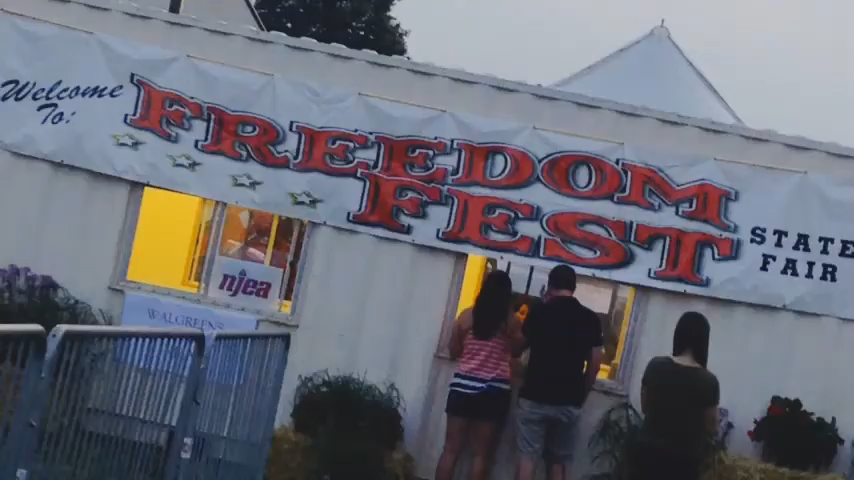 Welcome
To:
FREEDOM
FEST
STATE
FAIR
njea
WALGREENS